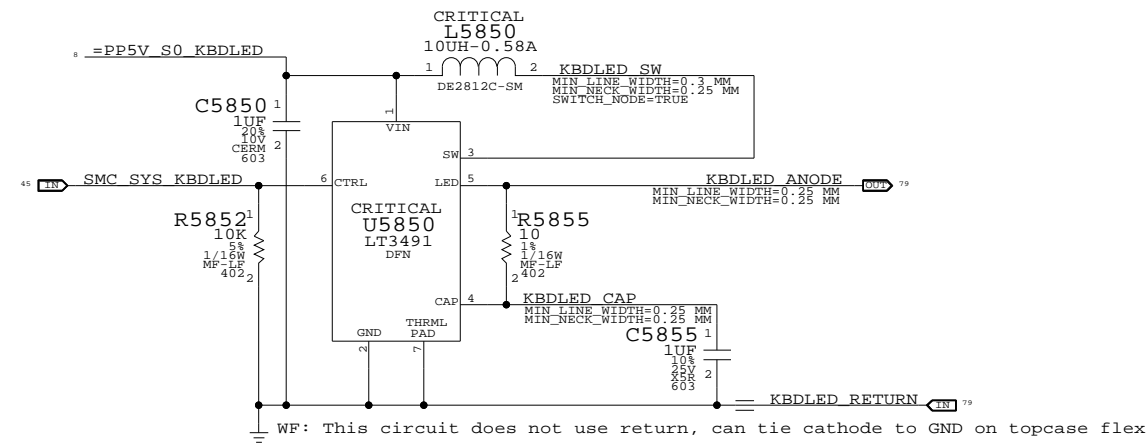 CRITICAL
L5850
10UH-0.58A
8 =PP5V_S0_KBDLED
1 2 KBDLED_SW
DE2812C-SM
MIN_LINE_WIDTH=0.3 MM
MIN_NECK_WIDTH=0.25 MM
SWITCH_NODE=TRUE
C5850 1
1UF
20%
10V
CERM 2
603
1
VIN
SW 3
45 IN SMC_SYS_KBDLED 6 CTRL
LED 5 KBDLED_ANODE OUT 79
MIN_LINE_WIDTH=0.25 MM
MIN_NECK_WIDTH=0.25 MM
CRITICAL
U5850
LT3491
DFN
R5852 1
10K
5%
1/16W
MF-LF
402 2
1 R5855
10
1%
1/16W
MF-LF
2 402
CAP 4 KBDLED_CAP
MIN_LINE_WIDTH=0.25 MM
MIN_NECK_WIDTH=0.25 MM
GND
THRML
PAD
2 7
C5855 1
1UF
10%
25V 2
X5R
603
KBDLED_RETURN IN 79
WF: This circuit does not use return, can tie cathode to GND on topcase flex